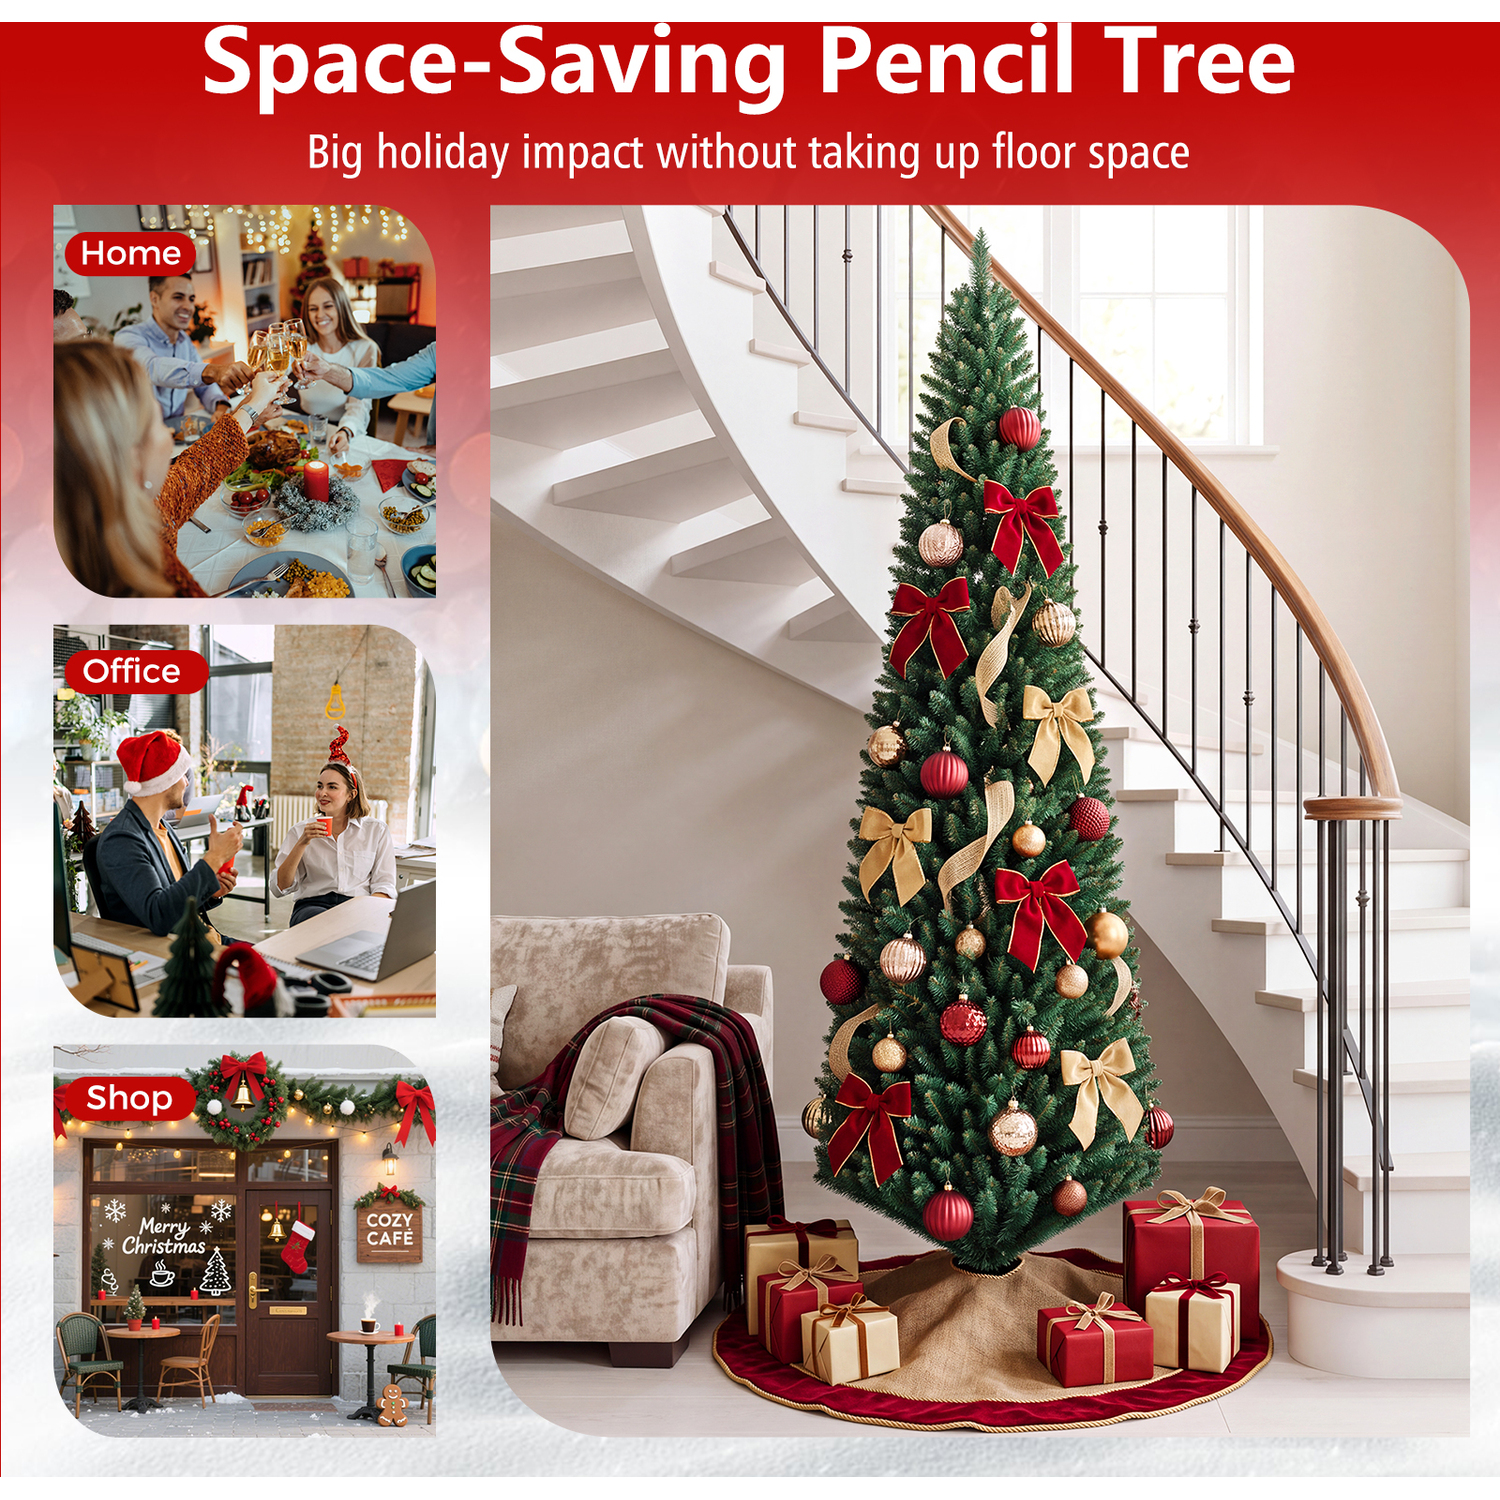 Space-Saving Pencil Tree
Big holiday impact without taking up floor space
Home
Office
Shop
Merry
Christmas
COZY
CAFÉ